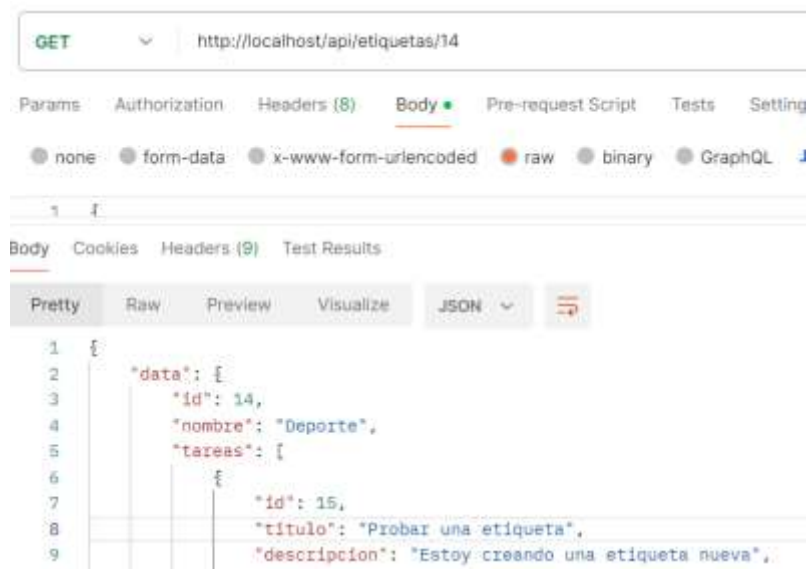 GET http://localhost/api/etiquetas/14
Params Authorization Headers (8) Body Pre-request Script Tests Setting
none form-data x-www-form-urlencoded raw binary GraphQL
1 {
Body Cookies Headers (9) Test Results
Pretty Raw Preview Visualize JSON
1 {
2 "data": {
3 "id": 14,
4 "nombre": "Deporte",
5 "tareas": [
6 {
7 "id": 15,
8 "titulo": "Probar una etiqueta",
9 "descripcion": "Estoy creando una etiqueta nueva",